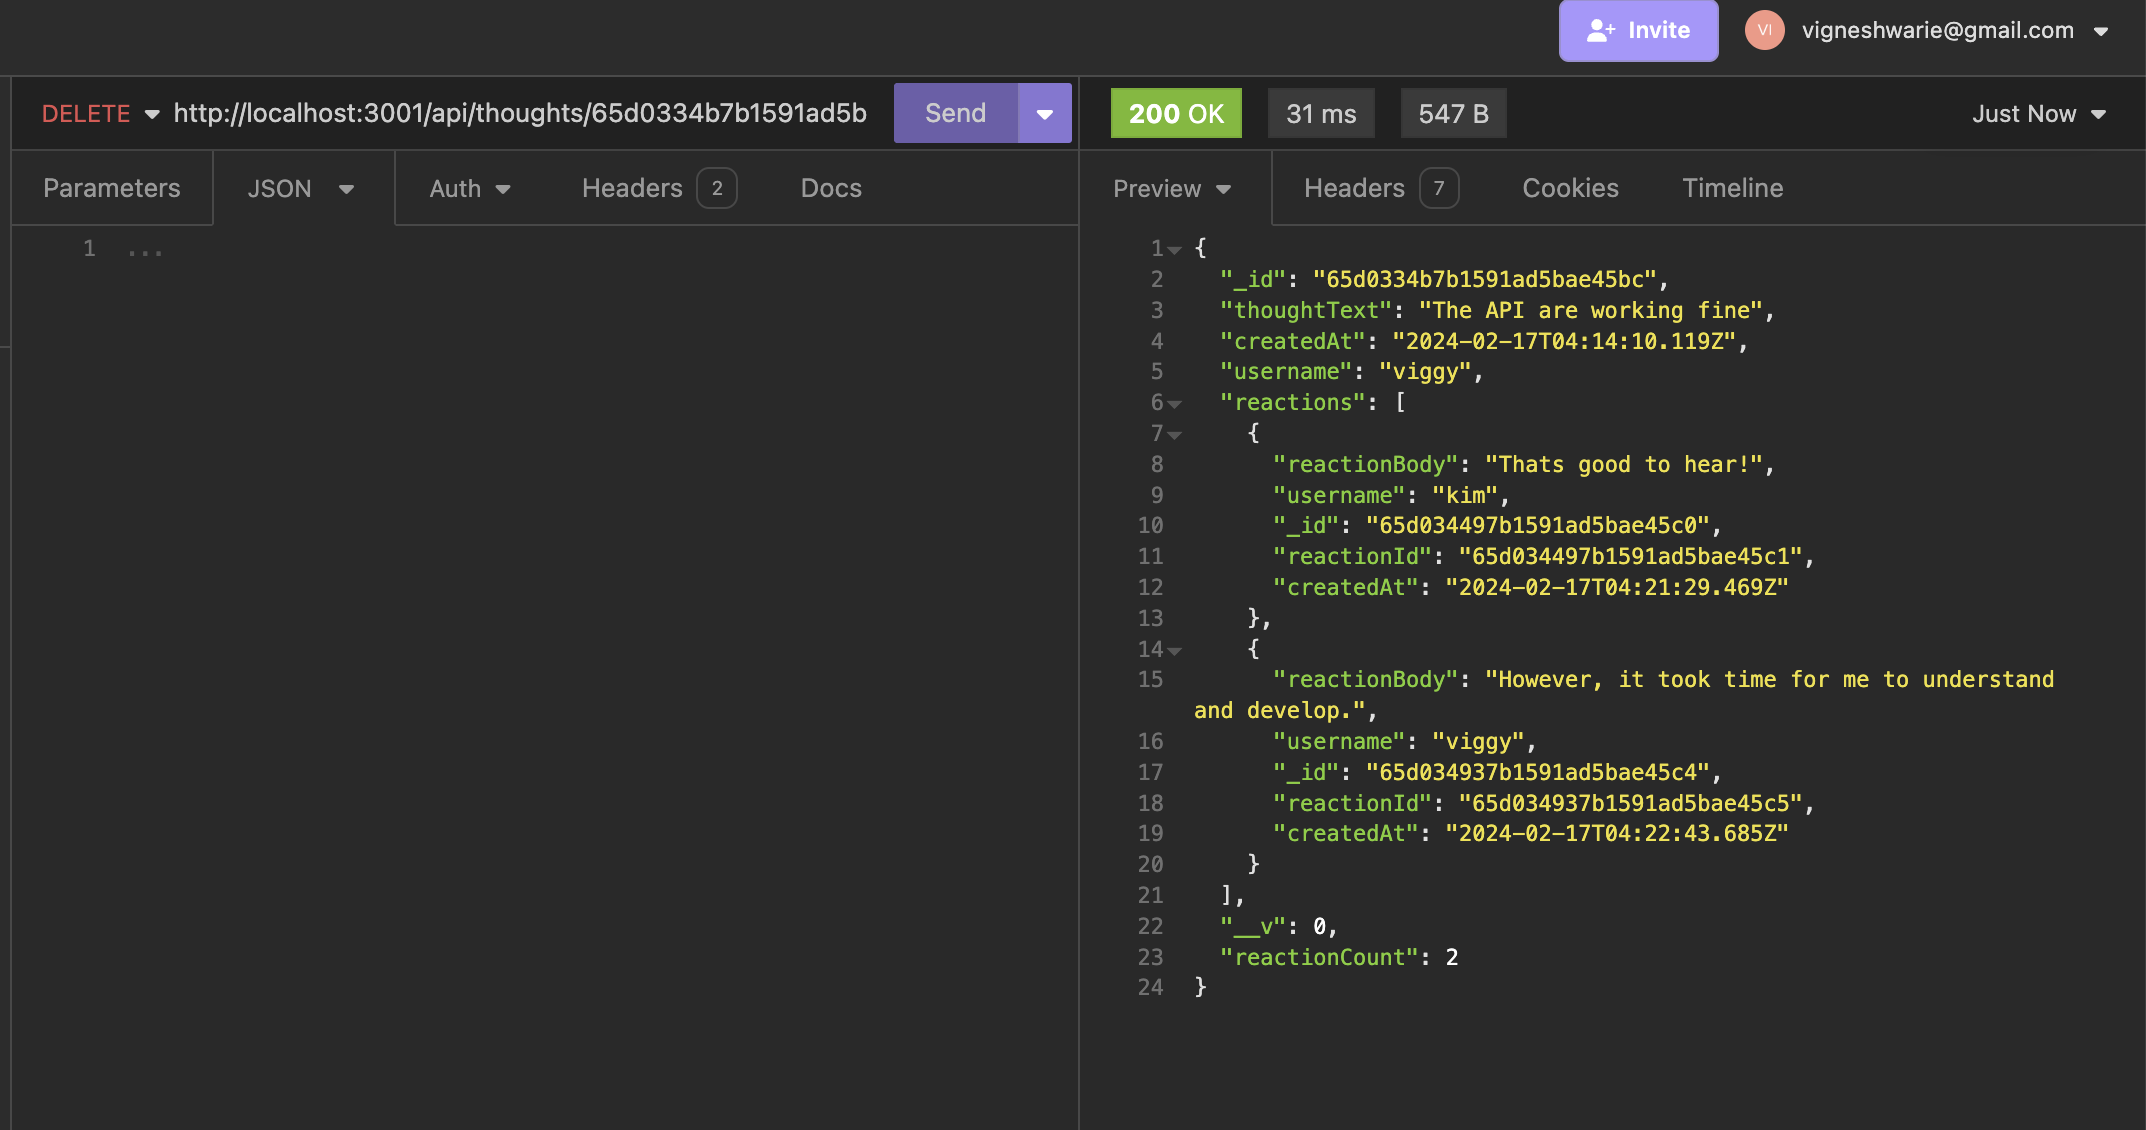 Invite VI vigneshwarie@gmail.com
DELETE http://localhost:3001/api/thoughts/65d0334b7b1591ad5b Send 200 OK 31 ms 547 B Just Now
Parameters JSON Auth Headers 2 Docs Preview Headers 7 Cookies Timeline
1 ...
1 {
2 "_id": "65d0334b7b1591ad5bae45bc",
3 "thoughtText": "The API are working fine",
4 "createdAt": "2024-02-17T04:14:10.119Z",
5 "username": "viggy",
6 "reactions": [
7 {
8 "reactionBody": "Thats good to hear!",
9 "username": "kim",
10 "_id": "65d034497b1591ad5bae45c0",
11 "reactionId": "65d034497b1591ad5bae45c1",
12 "createdAt": "2024-02-17T04:21:29.469Z"
13 },
14 {
15 "reactionBody": "However, it took time for me to understand
and develop.",
16 "username": "viggy",
17 "_id": "65d034937b1591ad5bae45c4",
18 "reactionId": "65d034937b1591ad5bae45c5",
19 "createdAt": "2024-02-17T04:22:43.685Z"
20 }
21 ],
22 "__v": 0,
23 "reactionCount": 2
24 }